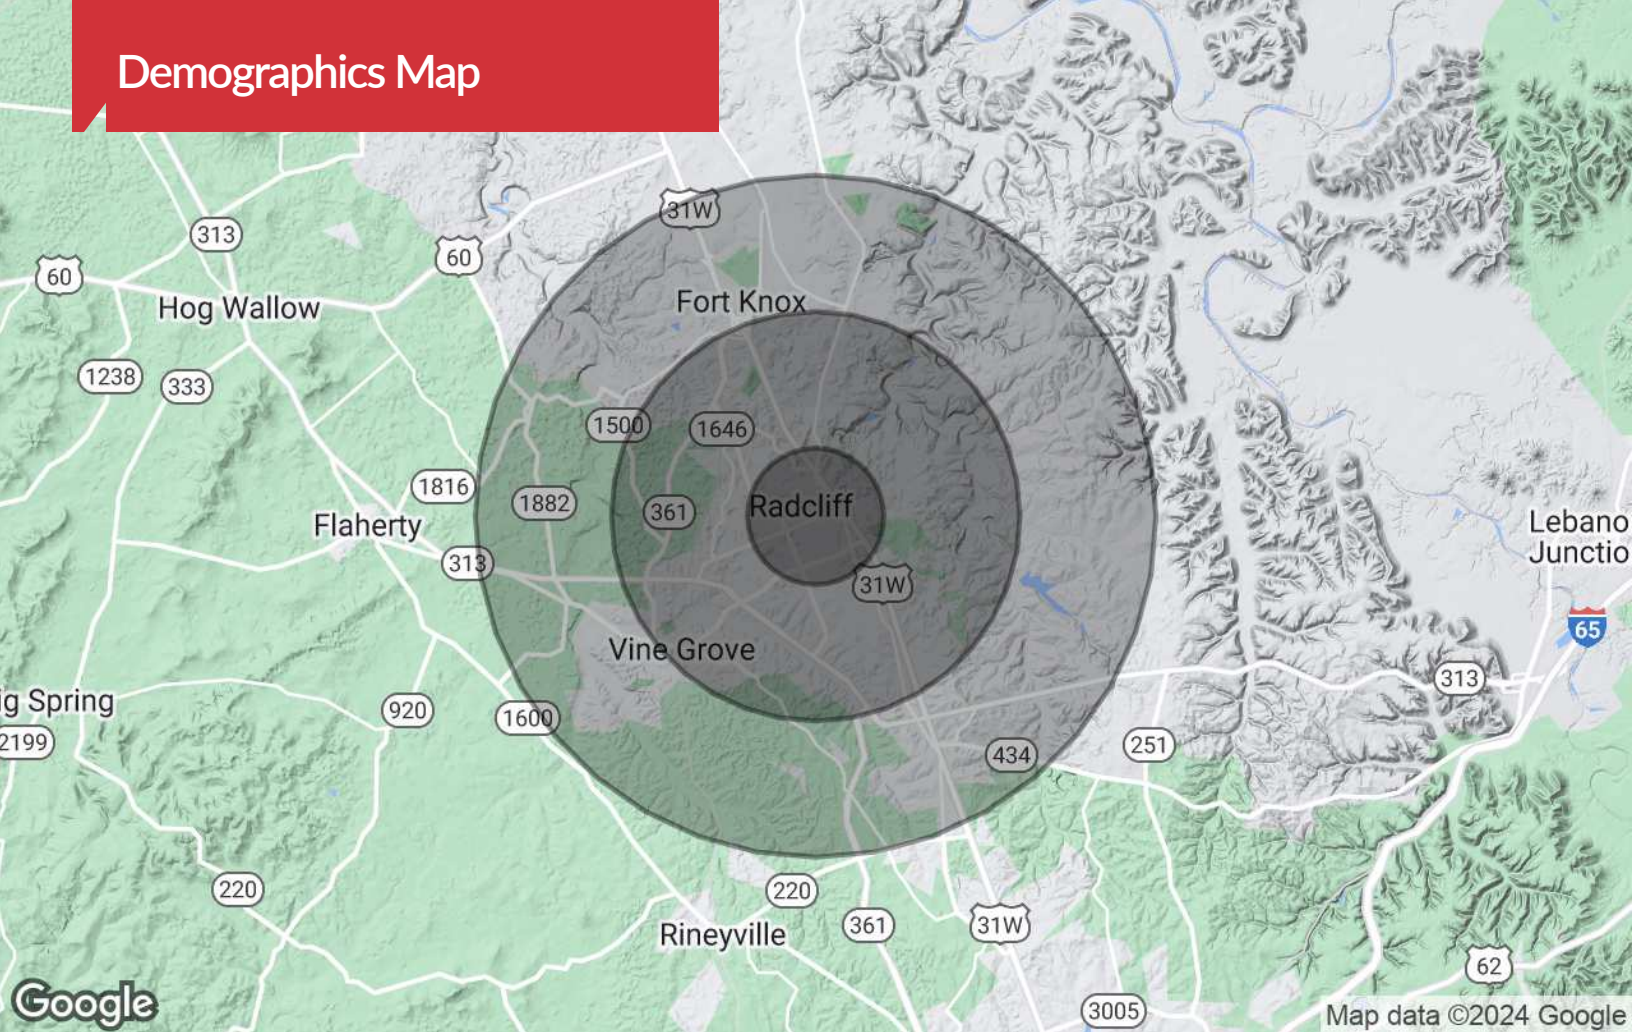 Demographics Map
31W
313
60
60
Hog Wallow
Fort Knox
1238
333
1500
1646
1816
1882
361
Radcliff
Flaherty
Lebano
Junctio
313
31W
65
Vine Grove
313
ig Spring
920
1600
2199
434
251
220
220
361
31W
Rineyville
62
Google
3005
Map data ©2024 Google